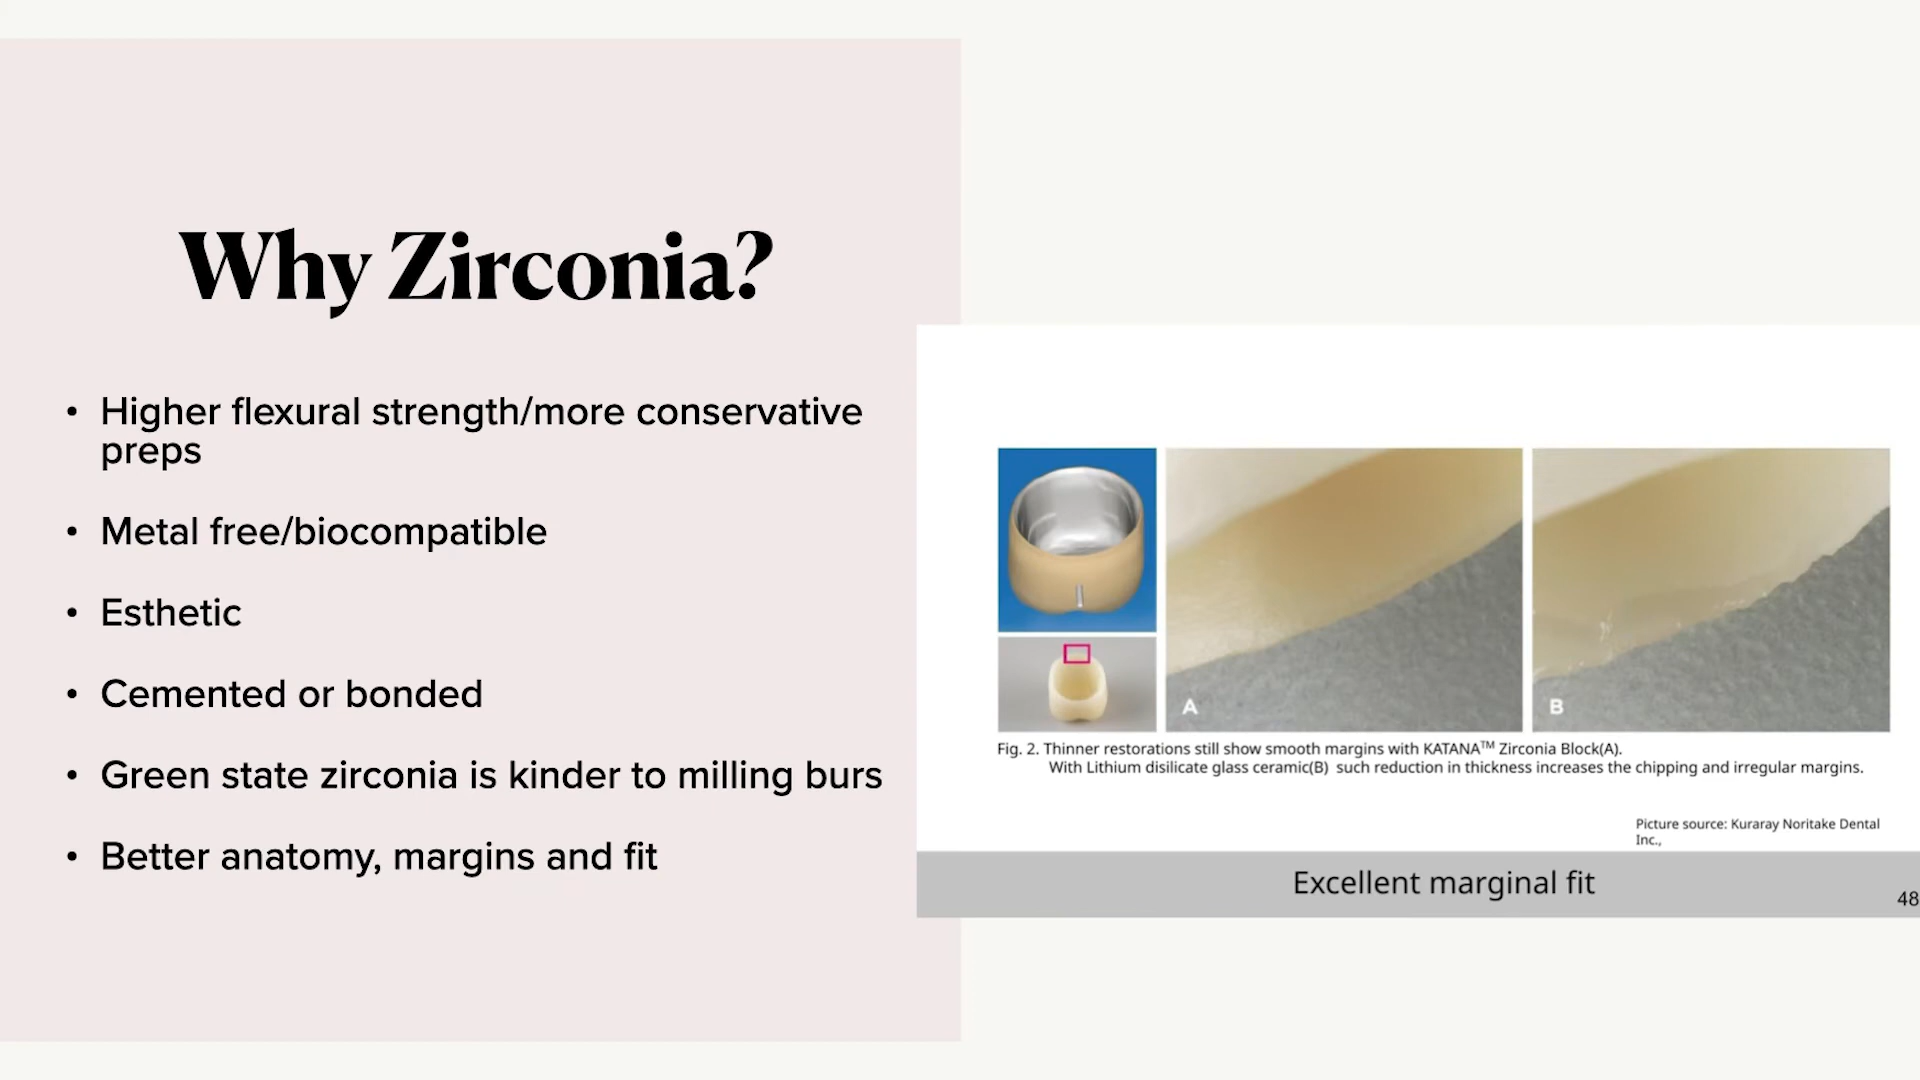 Why Zirconia?
• Higher flexural strength/more conservative
preps
• Metal free/biocompatible
• Esthetic
• Cemented or bonded
• Green state zirconia is kinder to milling burs
• Better anatomy, margins and fit
A
B
Fig. 2. Thinner restorations still show smooth margins with KATANA™ Zirconia Block(A).
With Lithium disilicate glass ceramic(B) such reduction in thickness increases the chipping and irregular margins.
Picture source: Kuraray Noritake Dental
Inc.,
Excellent marginal fit
48